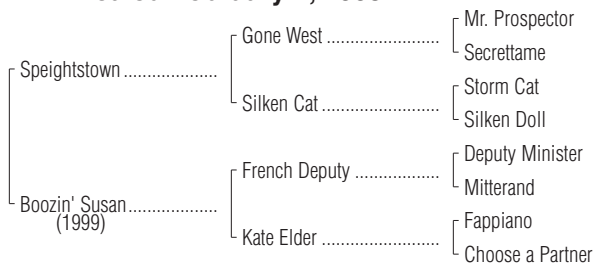 Mr. Prospector
Gone West
Secrettame
Speightstown
Storm Cat
Silken Cat
Silken Doll
Deputy Minister
French Deputy
Mitterand
Boozin' Susan
(1999)
Fappiano
Kate Elder
Choose a Partner